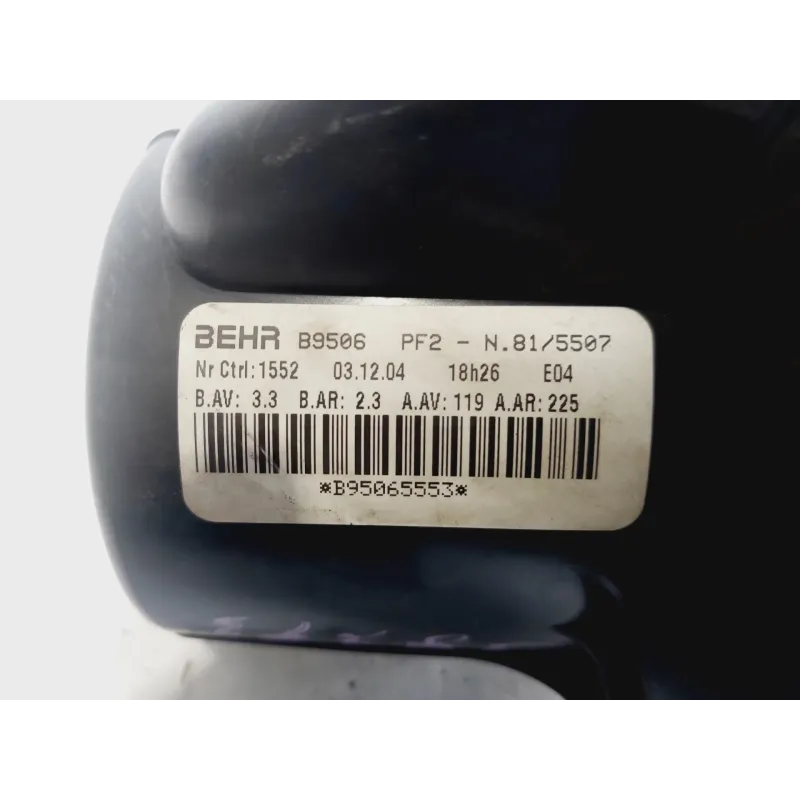 BEHR B9506 PF2 - N.81/5507
Nr Ctrl:1552 03.12.04 18h26 E04
B.AV: 3.3 B.AR: 2.3 A.AV:119 A.AR:225
*B95065553*